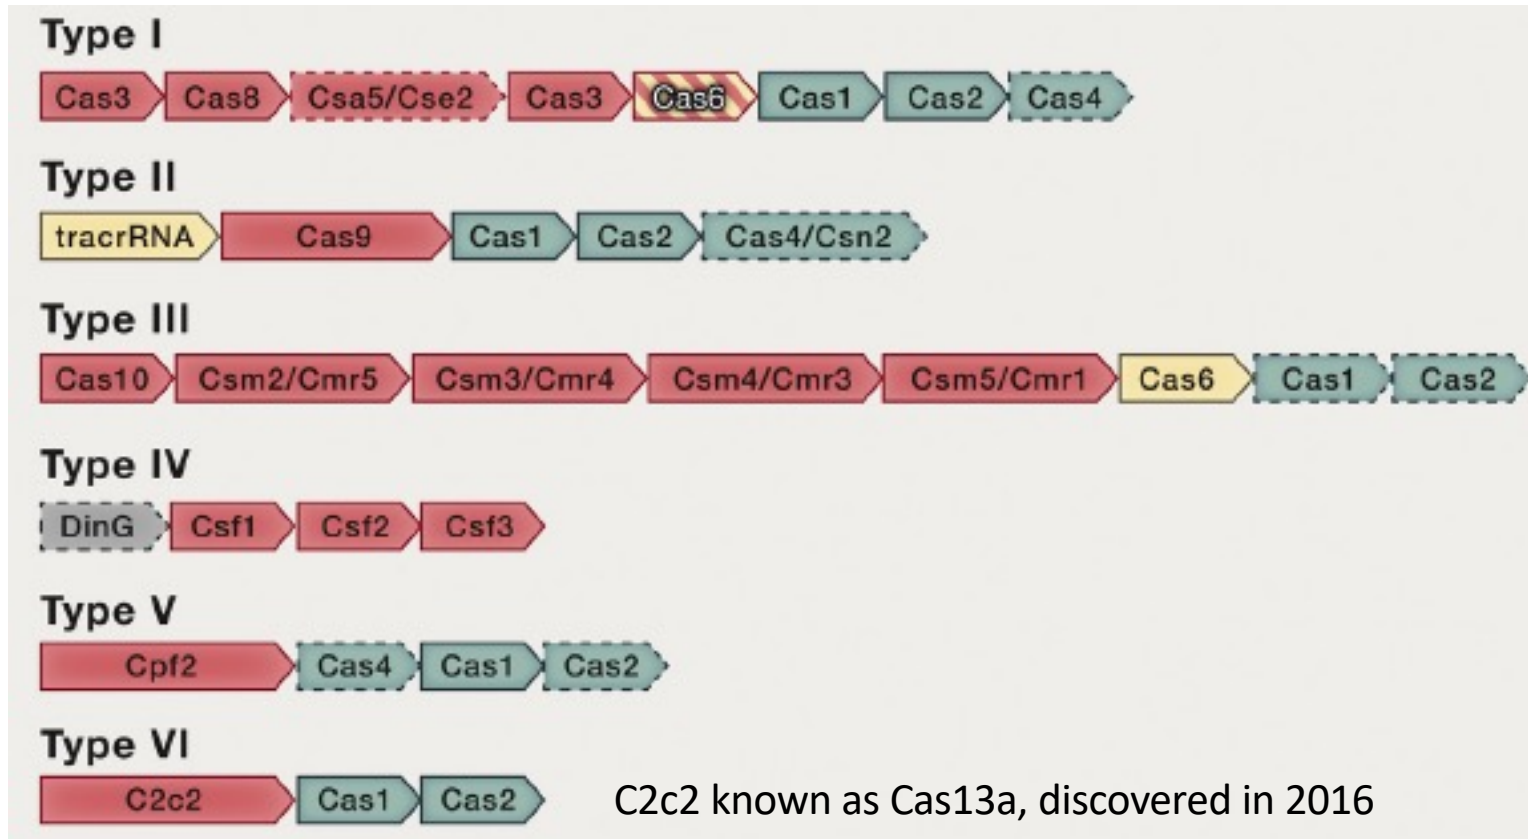 Type I
Cas3 Cas8 Csa5/Cse2 Cas3 Cas6 Cas1 Cas2 Cas4
Type II
tracrRNA Cas9 Cas1 Cas2 Cas4/Csn2
Type III
Cas10 Csm2/Cmr5 Csm3/Cmr4 Csm4/Cmr3 Csm5/Cmr1 Cas6 Cas1 Cas2
Type IV
DinG Csf1 Csf2 Csf3
Type V
Cpf2 Cas4 Cas1 Cas2
Type VI
C2c2 Cas1 Cas2 C2c2 known as Cas13a, discovered in 2016